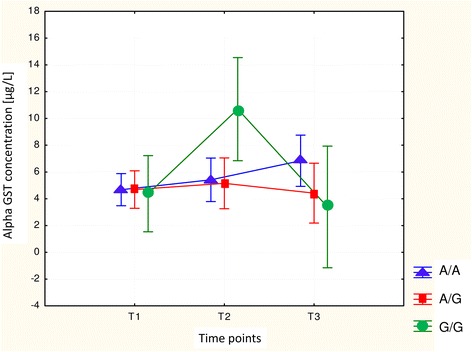 18
16
14
12
10
8
6
4
2
0
-2
-4
Alpha GST concentration [µg/L]
T1 T2 T3
Time points
A/A
A/G
G/G